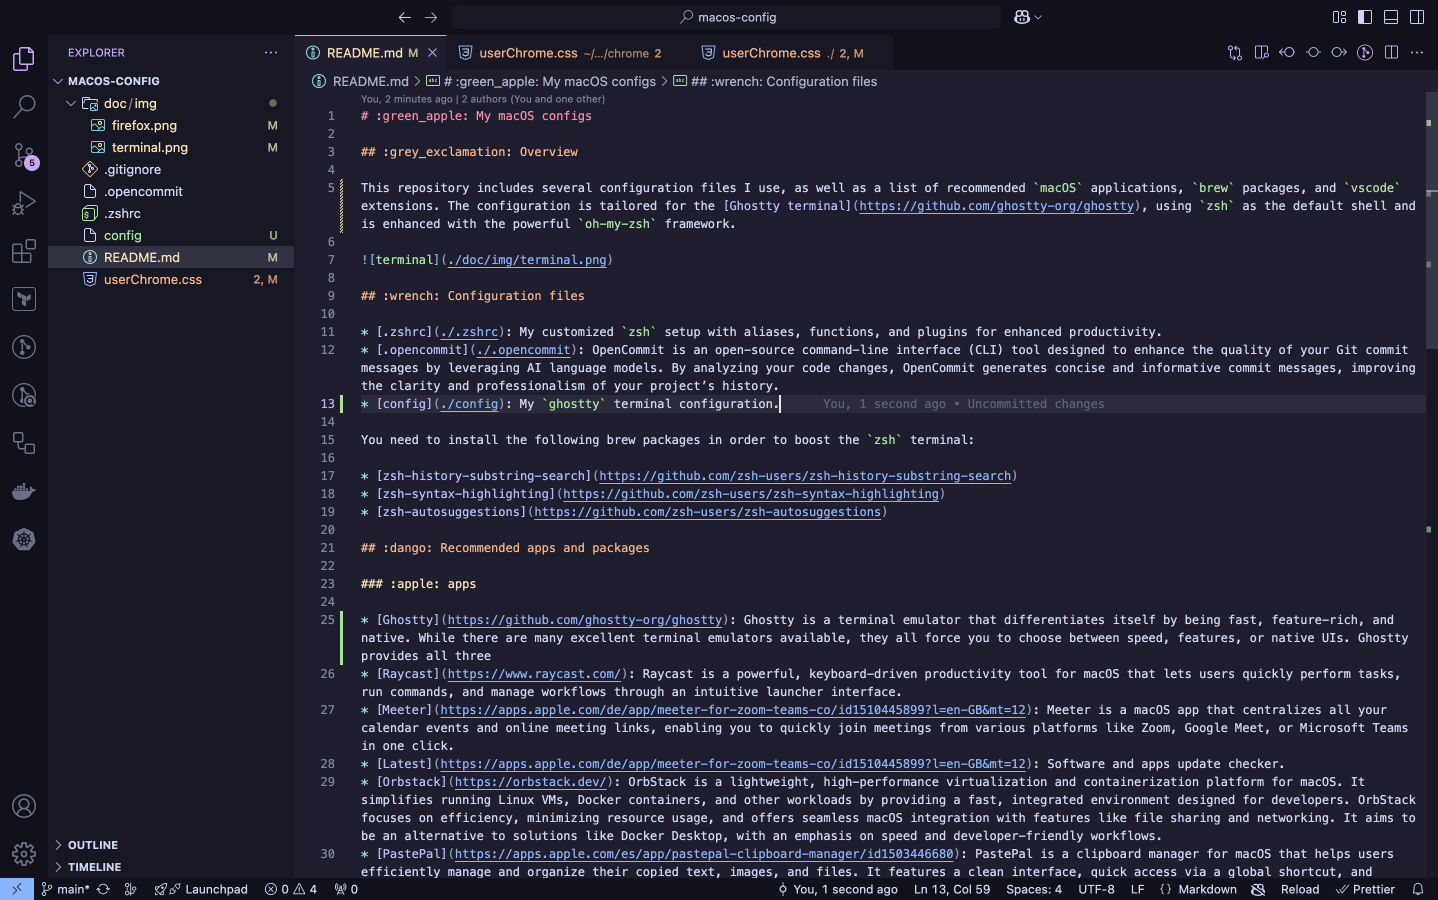 macos-config
EXPLORER
README.md M
userChrome.css ~/.../chrome 2
userChrome.css ./ 2, M
MACOS-CONFIG
doc/img
firefox.png M
terminal.png M
.gitignore
.opencommit
.zshrc
config U
README.md M
userChrome.css 2, M
5
OUTLINE
TIMELINE
README.md > # :green_apple: My macOS configs > ## :wrench: Configuration files
You, 2 minutes ago | 2 authors (You and one other)
1 # :green_apple: My macOS configs
2
3 ## :grey_exclamation: Overview
4
5 This repository includes several configuration files I use, as well as a list of recommended `macOS` applications, `brew` packages, and `vscode`
extensions. The configuration is tailored for the [Ghostty terminal](https://github.com/ghostty-org/ghostty), using `zsh` as the default shell and
is enhanced with the powerful `oh-my-zsh` framework.
6
7 ![terminal](./doc/img/terminal.png)
8
9 ## :wrench: Configuration files
10
11 * [.zshrc](./.zshrc): My customized `zsh` setup with aliases, functions, and plugins for enhanced productivity.
12 * [.opencommit](./.opencommit): OpenCommit is an open-source command-line interface (CLI) tool designed to enhance the quality of your Git commit
messages by leveraging AI language models. By analyzing your code changes, OpenCommit generates concise and informative commit messages, improving
the clarity and professionalism of your project’s history.
13 * [config](./config): My `ghostty` terminal configuration. You, 1 second ago • Uncommitted changes
14
15 You need to install the following brew packages in order to boost the `zsh` terminal:
16
17 * [zsh-history-substring-search](https://github.com/zsh-users/zsh-history-substring-search)
18 * [zsh-syntax-highlighting](https://github.com/zsh-users/zsh-syntax-highlighting)
19 * [zsh-autosuggestions](https://github.com/zsh-users/zsh-autosuggestions)
20
21 ## :dango: Recommended apps and packages
22
23 ### :apple: apps
24
25 * [Ghostty](https://github.com/ghostty-org/ghostty): Ghostty is a terminal emulator that differentiates itself by being fast, feature-rich, and
native. While there are many excellent terminal emulators available, they all force you to choose between speed, features, or native UIs. Ghostty
provides all three
26 * [Raycast](https://www.raycast.com/): Raycast is a powerful, keyboard-driven productivity tool for macOS that lets users quickly perform tasks,
run commands, and manage workflows through an intuitive launcher interface.
27 * [Meeter](https://apps.apple.com/de/app/meeter-for-zoom-teams-co/id1510445899?l=en-GB&mt=12): Meeter is a macOS app that centralizes all your
calendar events and online meeting links, enabling you to quickly join meetings from various platforms like Zoom, Google Meet, or Microsoft Teams
in one click.
28 * [Latest](https://apps.apple.com/de/app/meeter-for-zoom-teams-co/id1510445899?l=en-GB&mt=12): Software and apps update checker.
29 * [Orbstack](https://orbstack.dev/): OrbStack is a lightweight, high-performance virtualization and containerization platform for macOS. It
simplifies running Linux VMs, Docker containers, and other workloads by providing a fast, integrated environment designed for developers. OrbStack
focuses on efficiency, minimizing resource usage, and offers seamless macOS integration with features like file sharing and networking. It aims to
be an alternative to solutions like Docker Desktop, with an emphasis on speed and developer-friendly workflows.
30 * [PastePal](https://apps.apple.com/es/app/pastepal-clipboard-manager/id1503446680): PastePal is a clipboard manager for macOS that helps users
efficiently manage and organize their copied text, images, and files. It features a clean interface, quick access via a global shortcut, and
main* Launchpad 0 4 0 You, 1 second ago Ln 13, Col 59 Spaces: 4 UTF-8 LF {} Markdown Reload Prettier